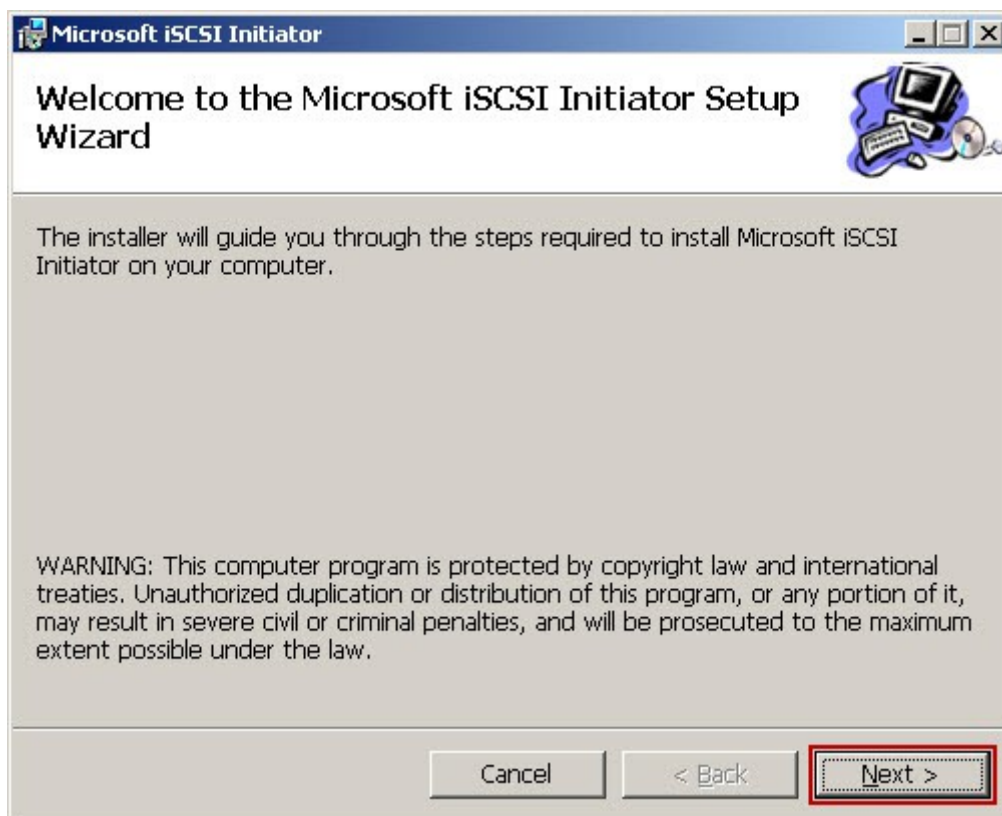 Microsoft iSCSI Initiator
Welcome to the Microsoft iSCSI Initiator Setup
Wizard
The installer will guide you through the steps required to install Microsoft iSCSI
Initiator on your computer.
WARNING: This computer program is protected by copyright law and international
treaties. Unauthorized duplication or distribution of this program, or any portion of it,
may result in severe civil or criminal penalties, and will be prosecuted to the maximum
extent possible under the law.
Cancel
< Back
Next >